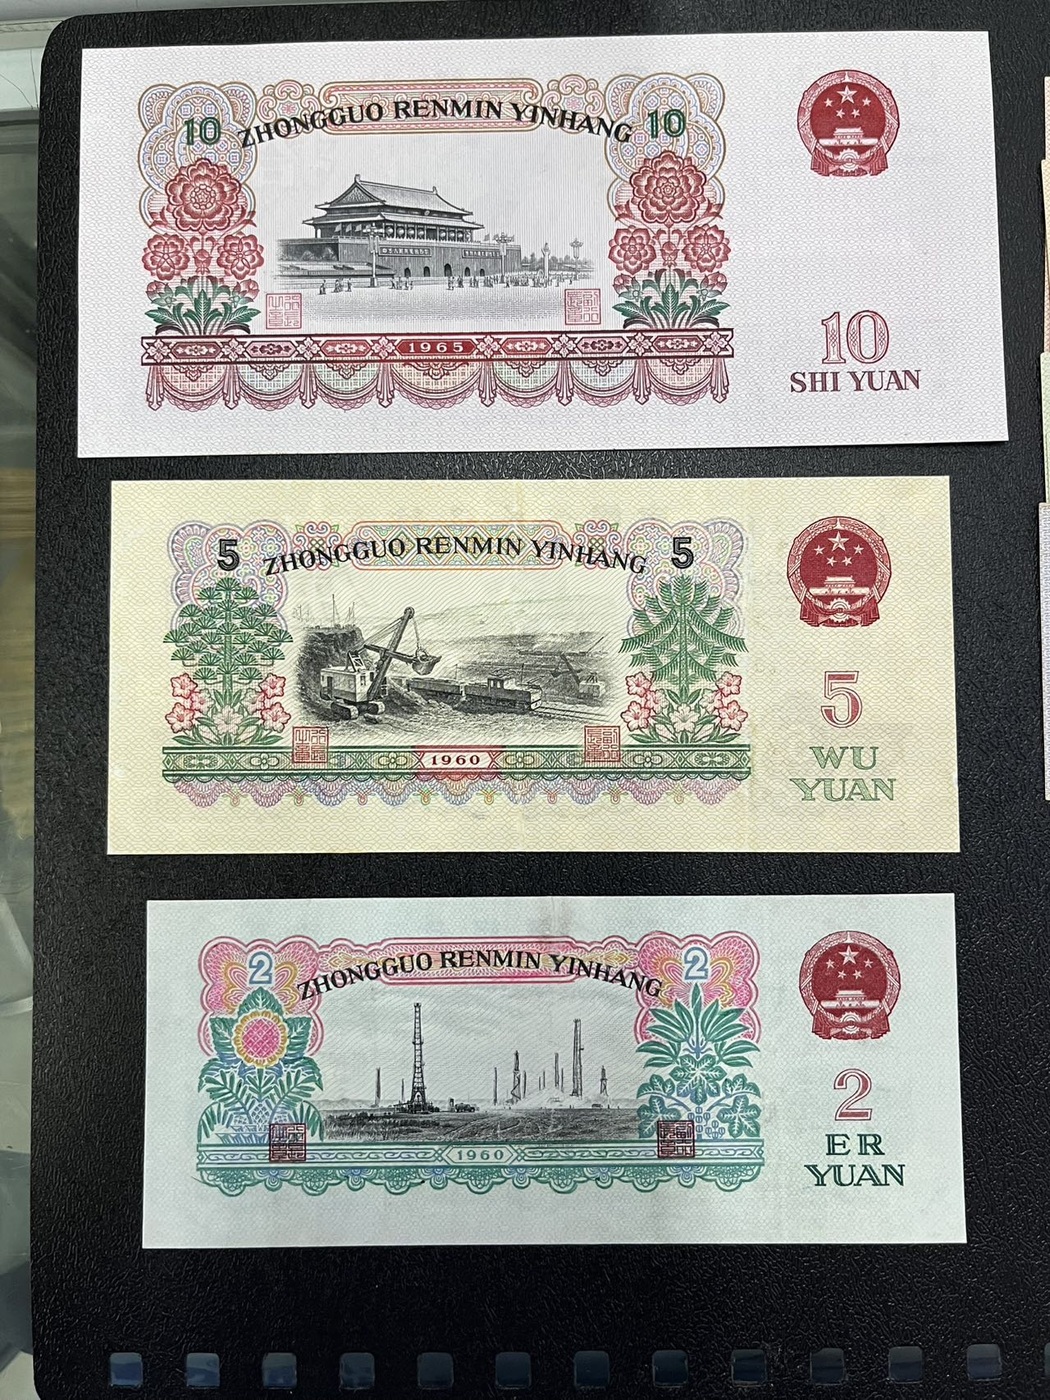 10 ZHONGGUO RENMIN YINHANG 10
1965
10
SHI YUAN
5 ZHONGGUO RENMIN YINHANG 5
1960
5
WU
YUAN
2 ZHONGGUO RENMIN YINHANG 2
1960
2
ER
YUAN